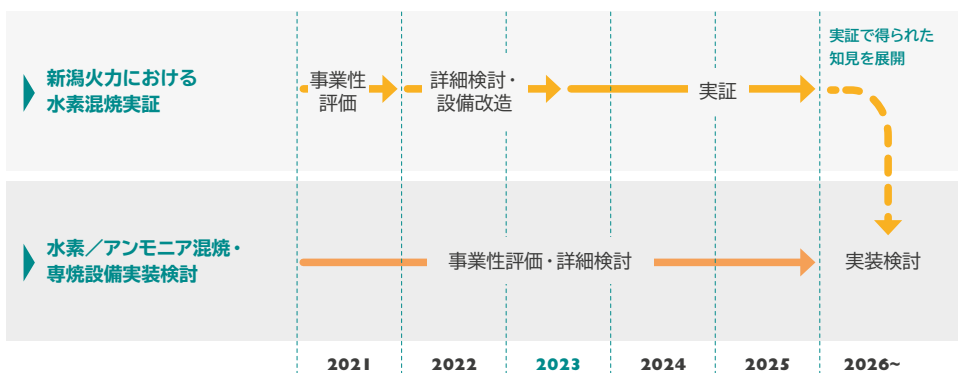 新潟火力における
水素混焼実証
事業性
評価
詳細検討・
設備改造
実証
実証で得られた
知見を展開
水素／アンモニア混焼・
専焼設備実装検討
事業性評価・詳細検討
実装検討
2021
2022
2023
2024
2025
2026~